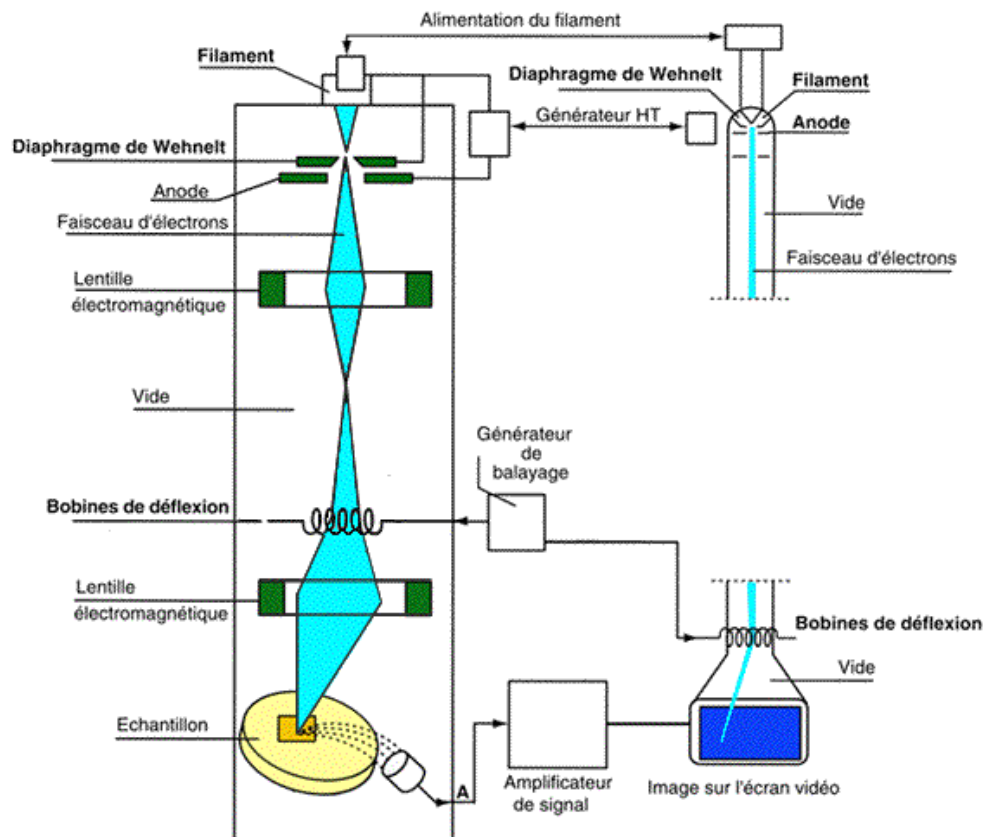 Alimentation du filament
Filament
Diaphragme de Wehnelt
Filament
Générateur HT
Anode
Diaphragme de Wehnelt
Anode
Vide
Faisceau d'électrons
Faisceau d'électrons
Lentille
électromagnétique
Vide
Générateur
de
balayage
Bobines de déflexion
Lentille
électromagnétique
Bobines de déflexion
Vide
Echantillon
A
Amplificateur
de signal
Image sur l'écran vidéo